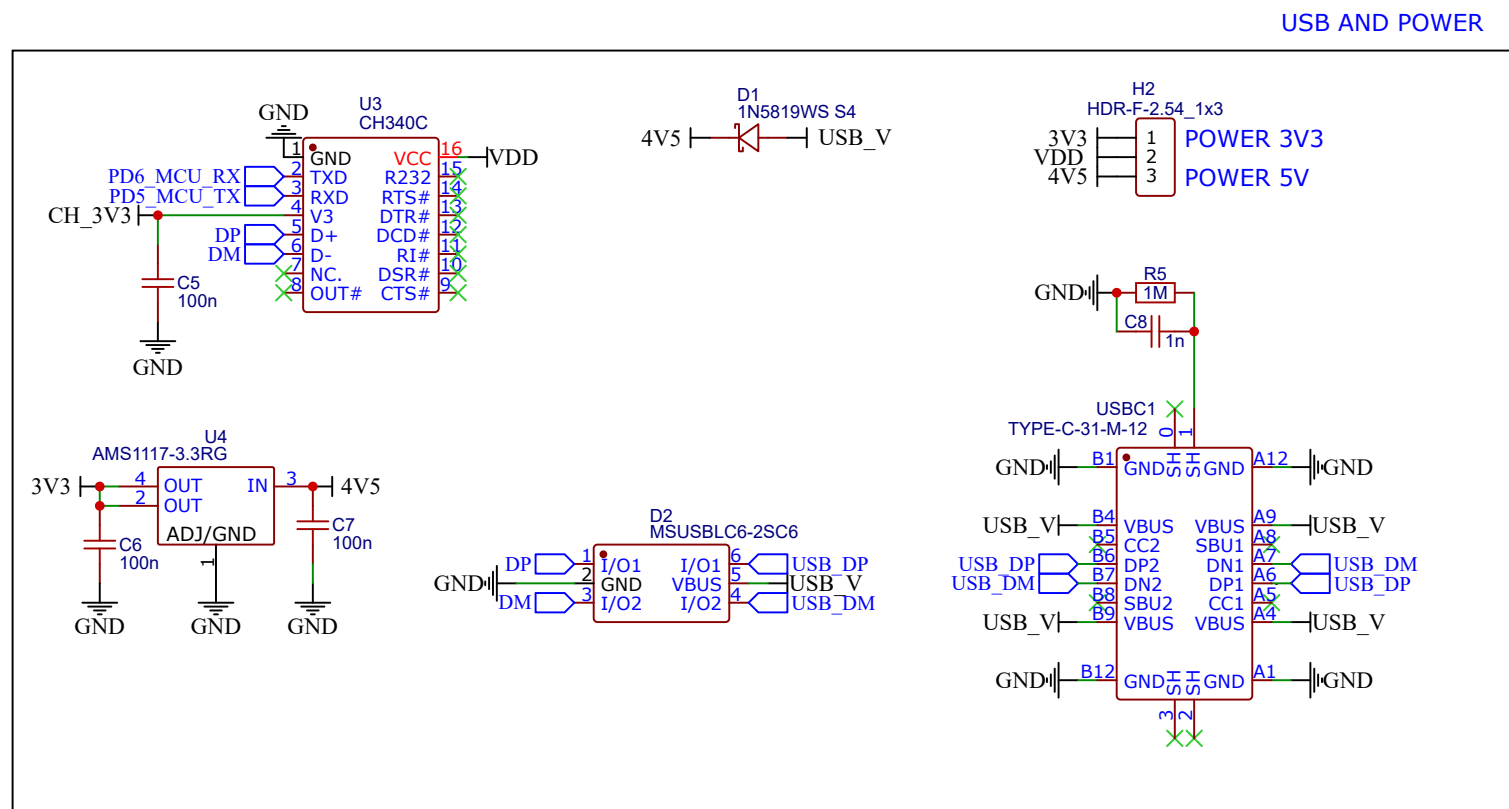 USB AND POWER
U3
CH340C
GND
1 GND
2 TXD
3 RXD
4 V3
5 D+
6 D-
7 NC.
8 OUT#
VCC 16
R232 15
RTS# 14
DTR# 13
DCD# 12
RI# 11
DSR# 10
CTS# 9
VDD
PD6_MCU_RX
PD5_MCU_TX
CH_3V3
DP
DM
C5
100n
GND
D1
1N5819WS S4
4V5
USB_V
H2
HDR-F-2.54_1x3
3V3 1 POWER 3V3
VDD 2
4V5 3 POWER 5V
R5
GND 1M
C8
1n
U4
AMS1117-3.3RG
3V3 4 OUT IN 3 4V5
2 OUT
ADJ/GND
1
C6
100n
C7
100n
GND
GND
GND
D2
MSUSBLC6-2SC6
DP 1 I/O1 I/O1 6 USB_DP
GND 2 GND VBUS 5 USB_V
DM 3 I/O2 I/O2 4 USB_DM
USBC1
TYPE-C-31-M-12
0 1
SH SH
GND B1 GND GND A12 GND
USB_V B4 VBUS VBUS A9 USB_V
B5 CC2 SBU1 A8
USB_DP B6 DP2 DN1 A7 USB_DM
USB_DM B7 DN2 DP1 A6 USB_DP
B8 SBU2 CC1 A5
USB_V B9 VBUS VBUS A4 USB_V
GND B12 GND GND A1 GND
SH SH
3 2